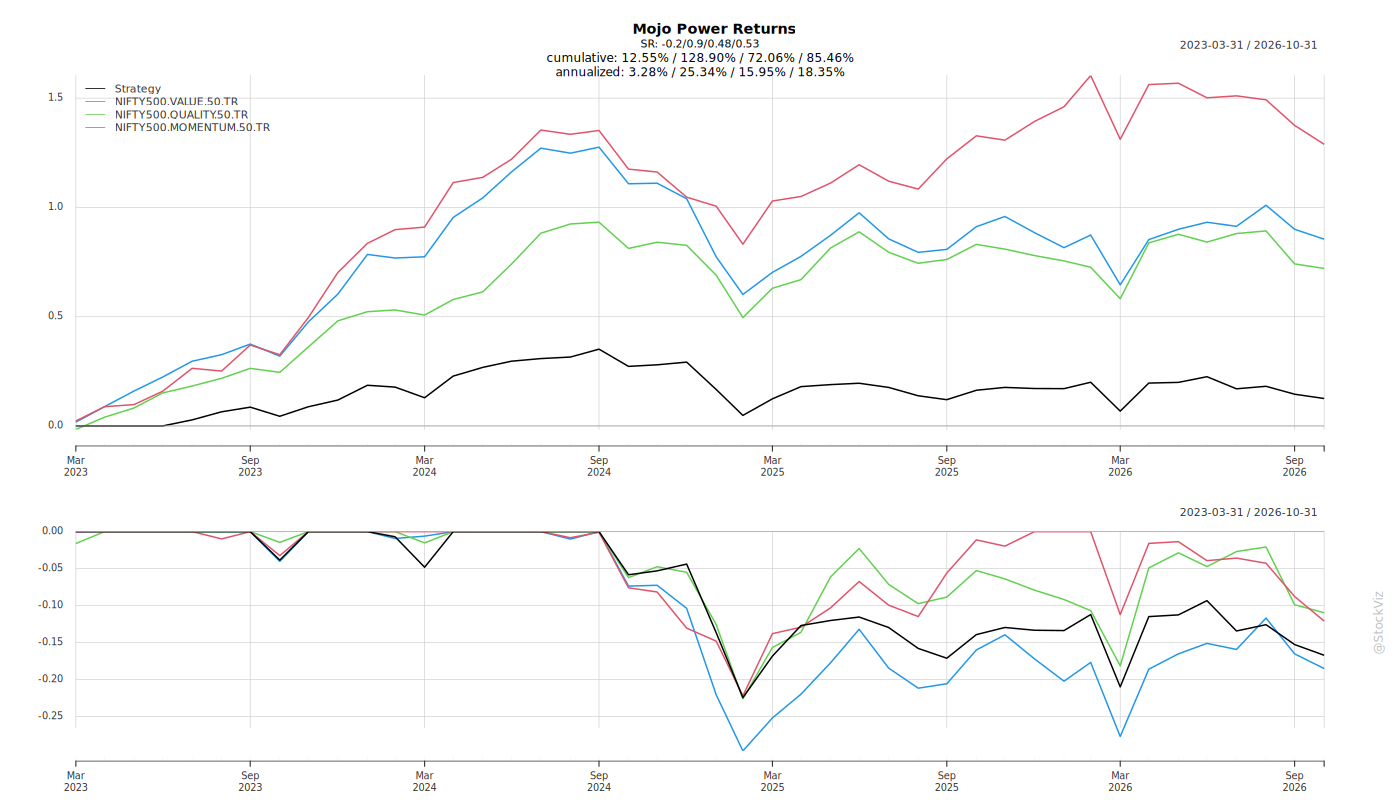 Mojo Power Returns
SR: -0.2/0.9/0.48/0.53
cumulative: 12.55% / 128.90% / 72.06% / 85.46%
annualized: 3.28% / 25.34% / 15.95% / 18.35%
2023-03-31 / 2026-10-31
Strategy
NIFTY500.VALUE.50.TR
NIFTY500.QUALITY.50.TR
NIFTY500.MOMENTUM.50.TR
1.5
1.0
0.5
0.0
Mar Sep Mar Sep Mar Sep Mar Sep
2023 2023 2024 2024 2025 2025 2026 2026
2023-03-31 / 2026-10-31
0.00
-0.05
-0.10
-0.15
-0.20
-0.25
Mar Sep Mar Sep Mar Sep Mar Sep
2023 2023 2024 2024 2025 2025 2026 2026
@StockViz